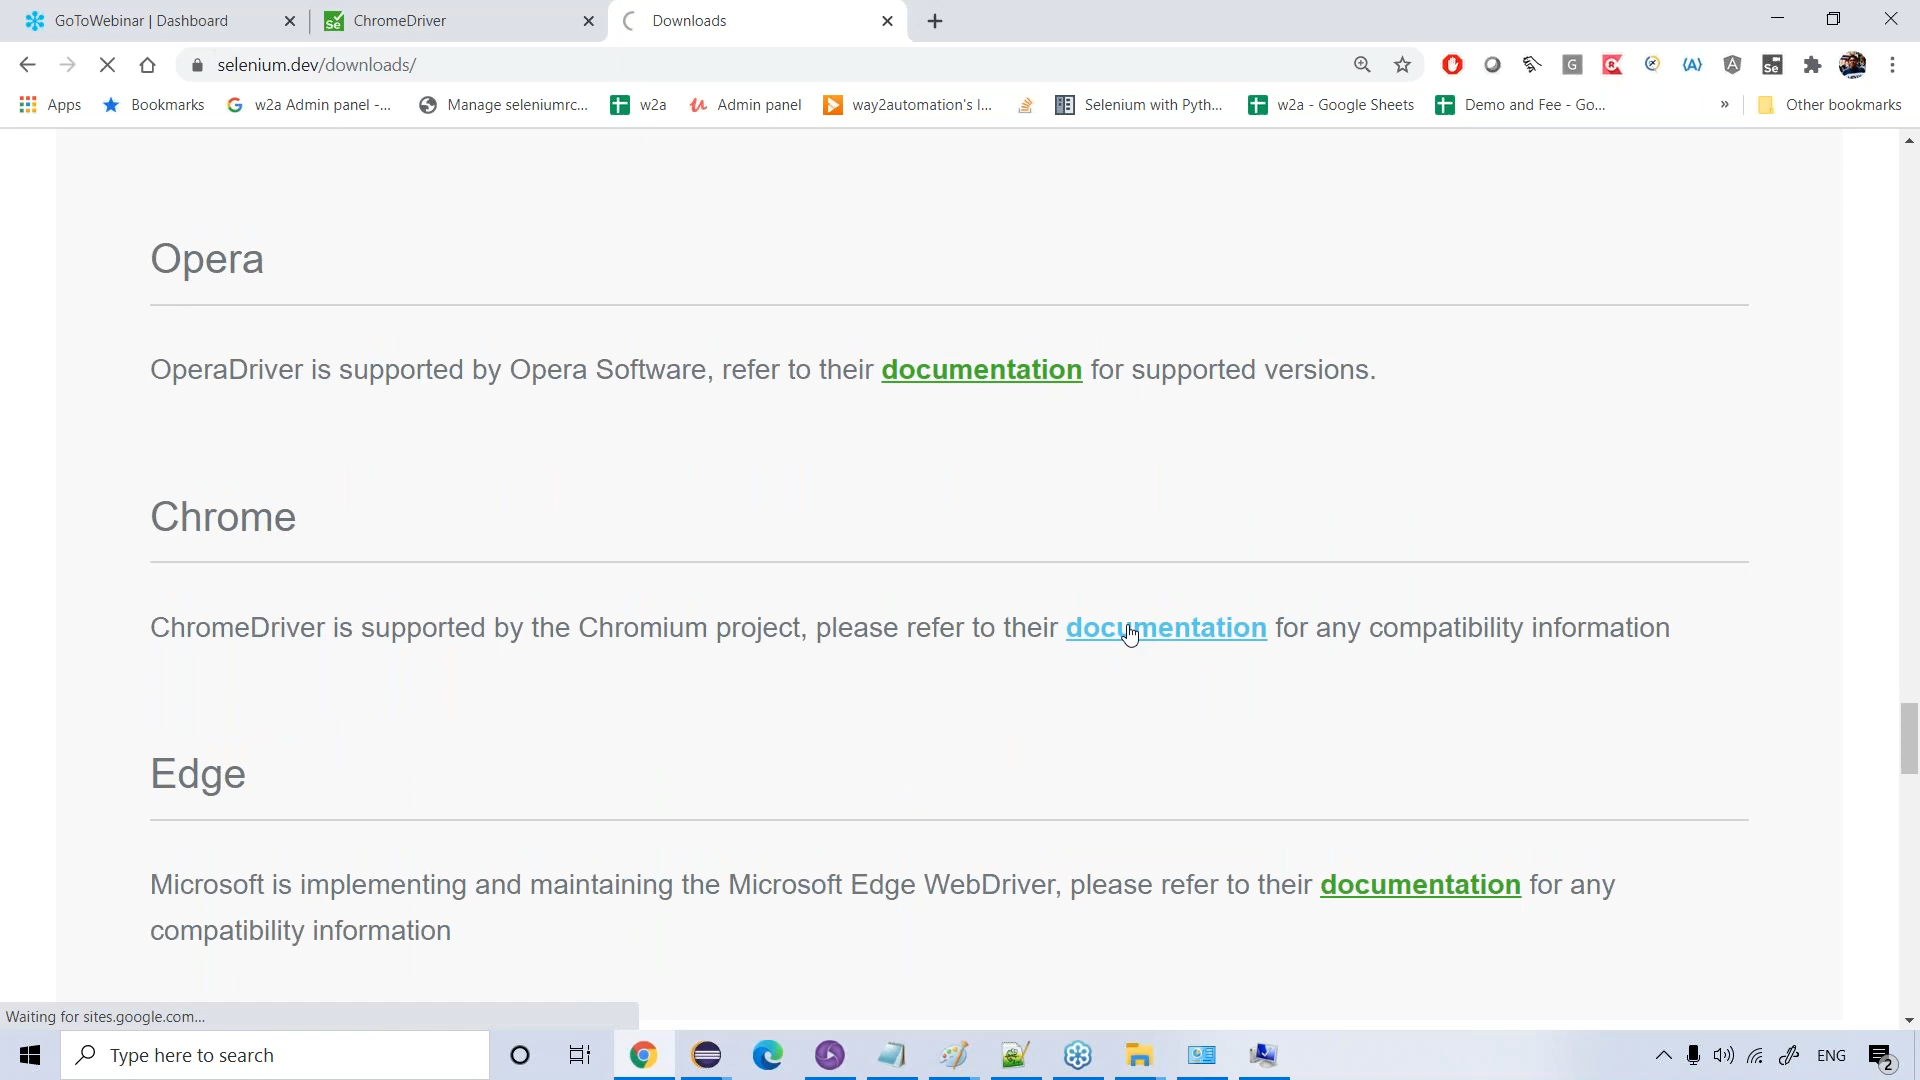 GoToWebinar | Dashboard
ChromeDriver
Downloads
selenium.dev/downloads/
Apps
Bookmarks
w2a Admin panel -...
Manage seleniumrc...
w2a
Admin panel
way2automation's l...
Selenium with Pyth...
w2a - Google Sheets
Demo and Fee - Go...
»
Other bookmarks
Opera
OperaDriver is supported by Opera Software, refer to their documentation for supported versions.
Chrome
ChromeDriver is supported by the Chromium project, please refer to their documentation for any compatibility information
Edge
Microsoft is implementing and maintaining the Microsoft Edge WebDriver, please refer to their documentation for any
compatibility information
Waiting for sites.google.com...
Type here to search
ENG
2